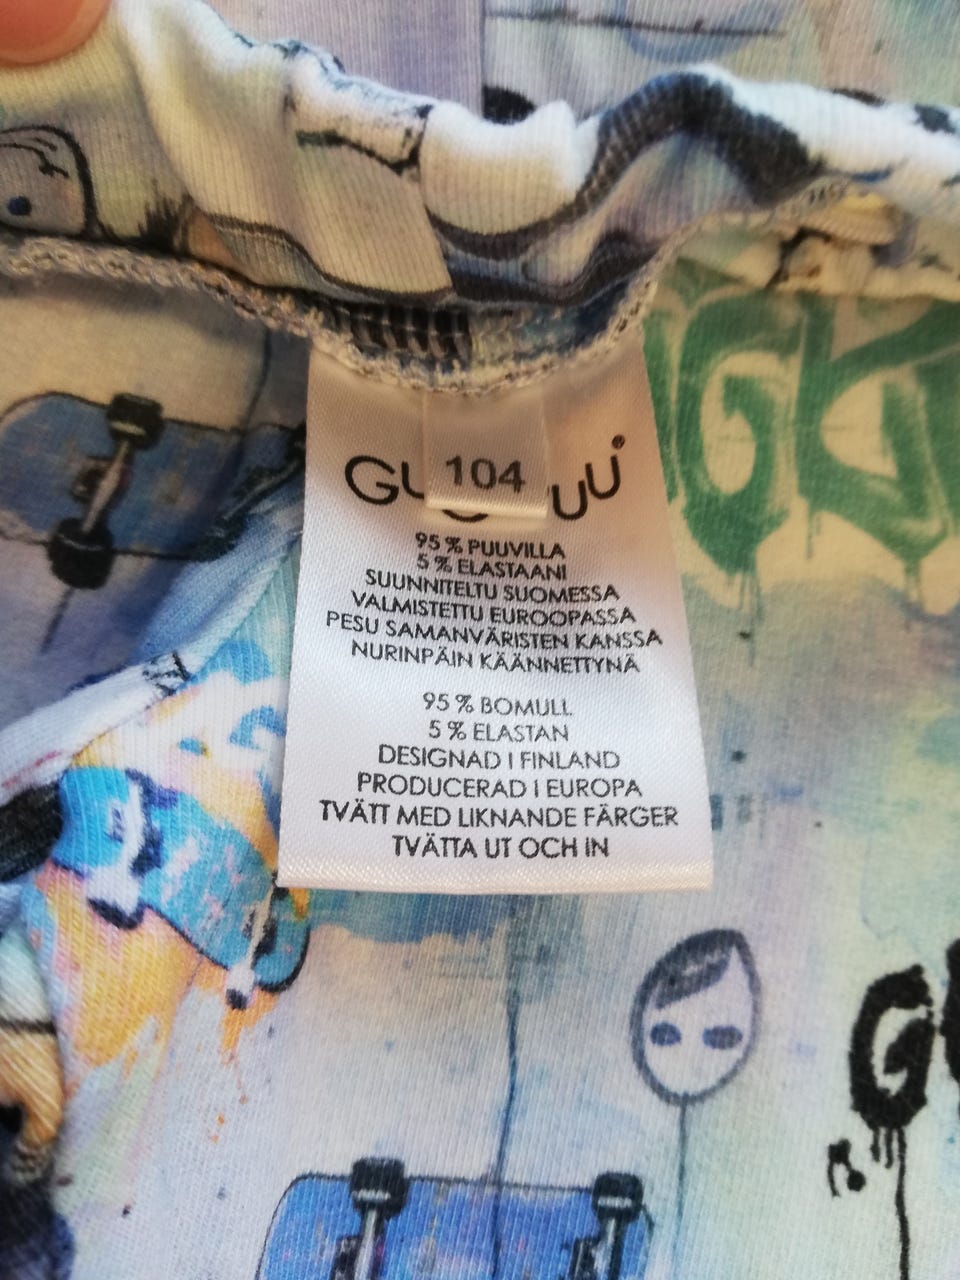 104
95 % PUUVILLA
5 % ELASTAANI
SUUNNITELTU SUOMESSA
VALMISTETTU EUROOPASSA
PESU SAMANVÄRISTEN KANSSA
NURINPÄIN KÄÄNNETTYNÄ
95 % BOMULL
5 % ELASTAN
DESIGNAD I FINLAND
PRODUCERAD I EUROPA
TVÄTT MED LIKNANDE FÄRGER
TVÄTTA UT OCH IN